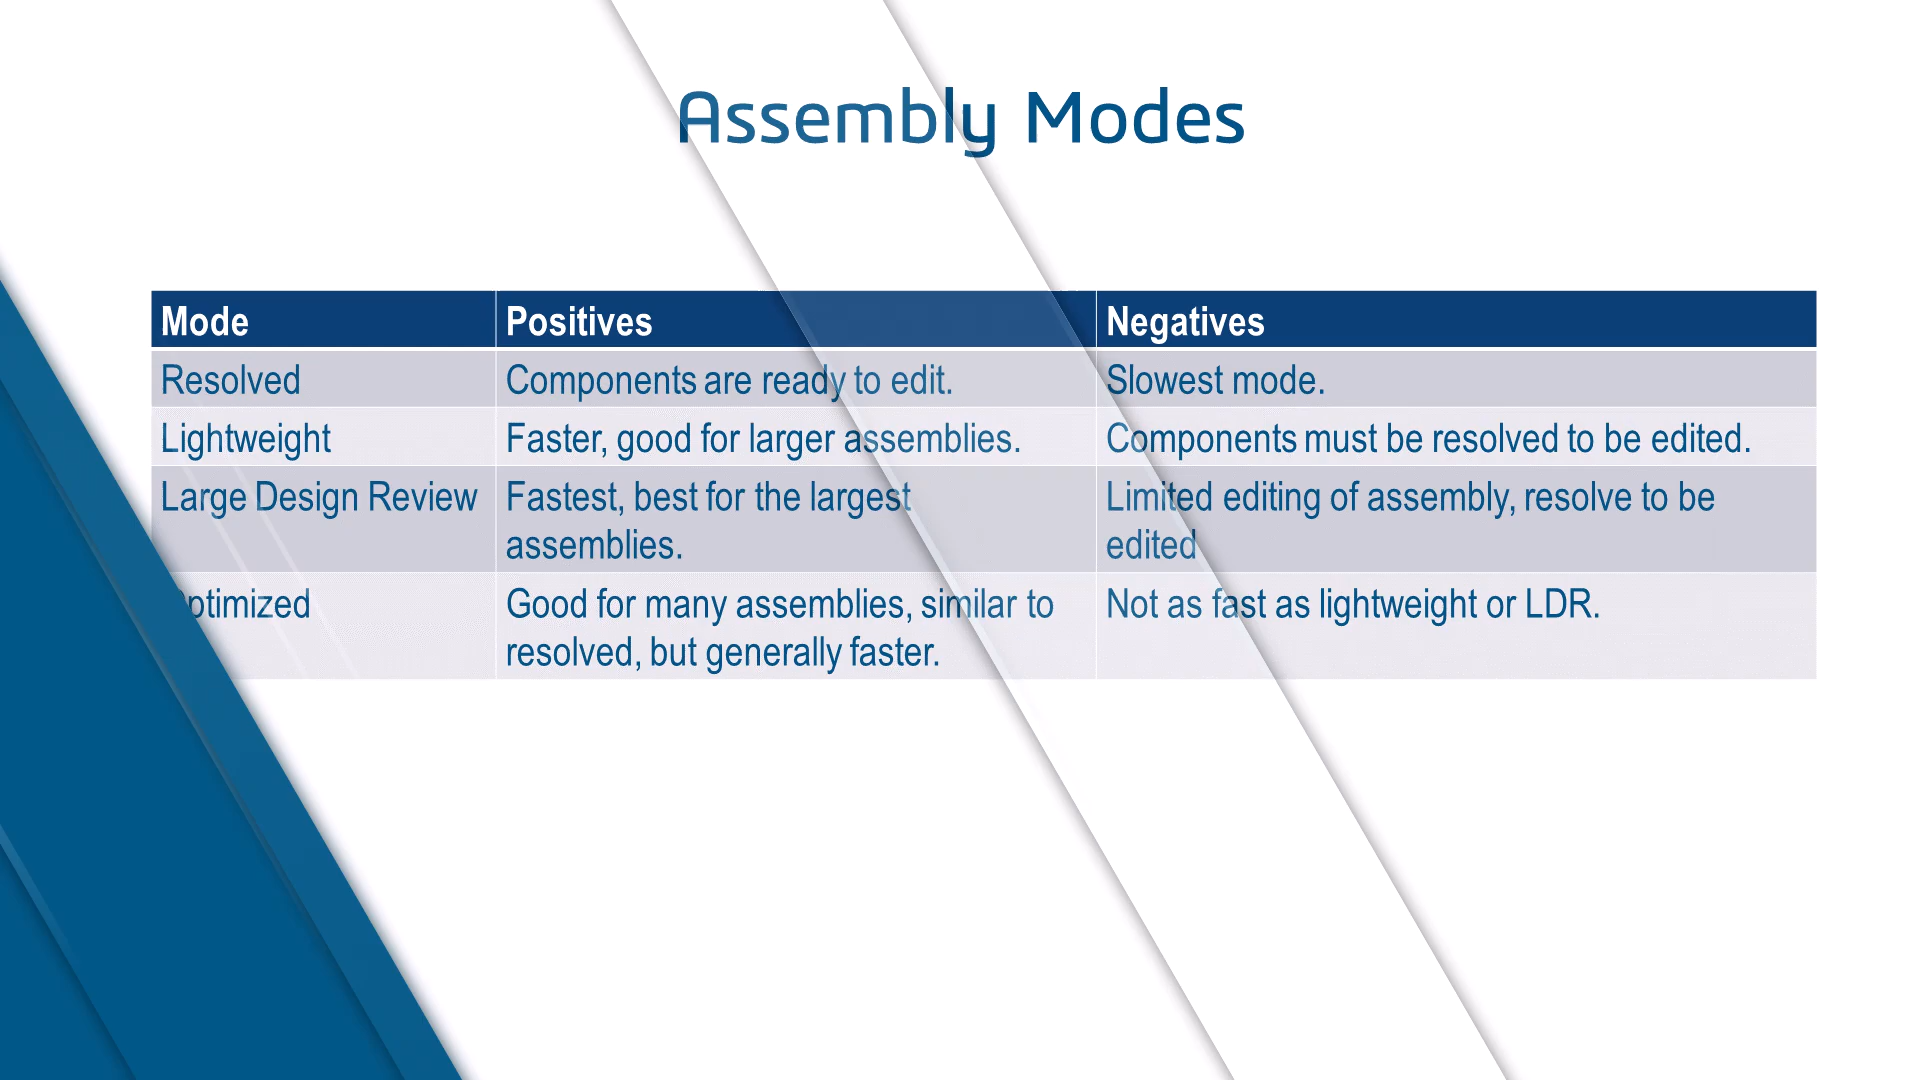 Assembly Modes
Mode Positives Negatives
Resolved Components are ready to edit. Slowest mode.
Lightweight Faster, good for larger assemblies. Components must be resolved to be edited.
Large Design Review Fastest, best for the largest Limited editing of assembly, resolve to be
assemblies. edited
Optimized Good for many assemblies, similar to Not as fast as lightweight or LDR.
resolved, but generally faster.